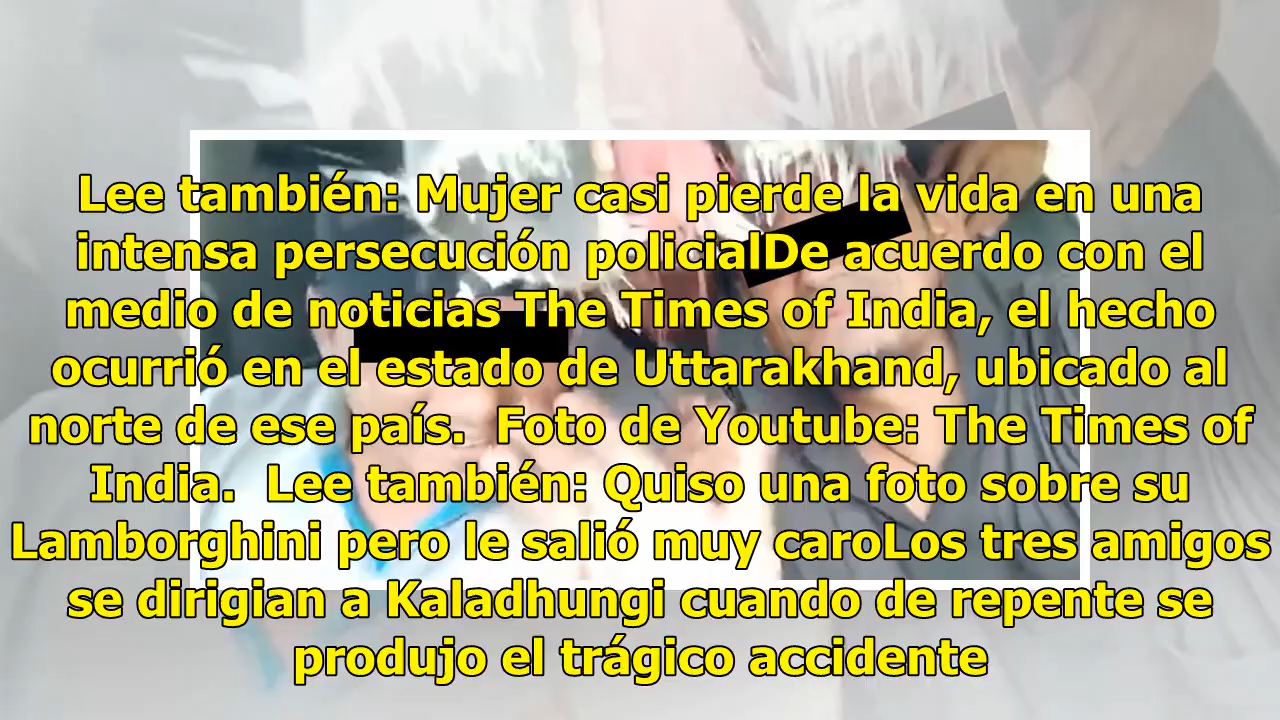 Lee también: Mujer casi pierde la vida en una
intensa persecución policialDe acuerdo con el
medio de noticias The Times of India, el hecho
ocurrió en el estado de Uttarakhand, ubicado al
norte de ese país.  Foto de Youtube: The Times of
India.  Lee también: Quiso una foto sobre su
Lamborghini pero le salió muy caroLos tres amigos
se dirigian a Kaladhungi cuando de repente se
produjo el trágico accidente